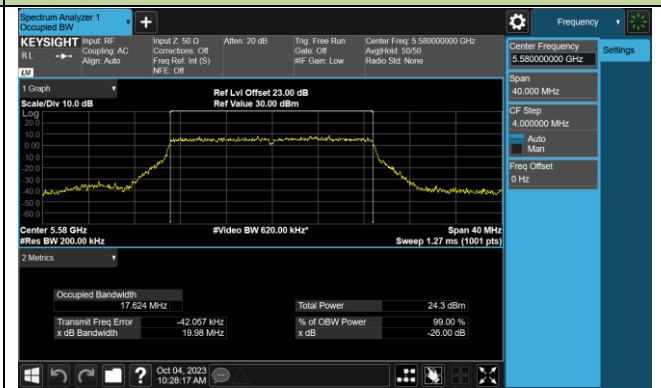 Spectrum Analyzer 1
Occupied BW
Frequency
KEYSIGHT
Input: RF
Coupling: AC
Align: Auto
Input Z: 50 Ω
Corrections: Off
Freq Ref: Int (S)
NFE: Off
Atten: 20 dB
Trig: Free Run
Gate: Off
#IF Gain: Low
Center Freq: 5.580000000 GHz
Avg|Hold: 50/50
Radio Std: None
R L
LXI
Center Frequency
5.580000000 GHz
Settings
Span
40.000 MHz
CF Step
4.000000 MHz
Auto
Man
Freq Offset
0 Hz
1 Graph
Scale/Div 10.0 dB
Ref Lvl Offset 23.00 dB
Ref Value 30.00 dBm
Log
20.0
10.0
0.00
-10.0
-20.0
-30.0
-40.0
-50.0
-60.0
Center 5.58 GHz
#Video BW 620.00 kHz*
Span 40 MHz
#Res BW 200.00 kHz
Sweep 1.27 ms (1001 pts)
2 Metrics
Occupied Bandwidth
17.624 MHz
Total Power 24.3 dBm
Transmit Freq Error -42.057 kHz
% of OBW Power 99.00 %
x dB Bandwidth 19.98 MHz
x dB -26.00 dB
?
Oct 04, 2023
10:28:17 AM